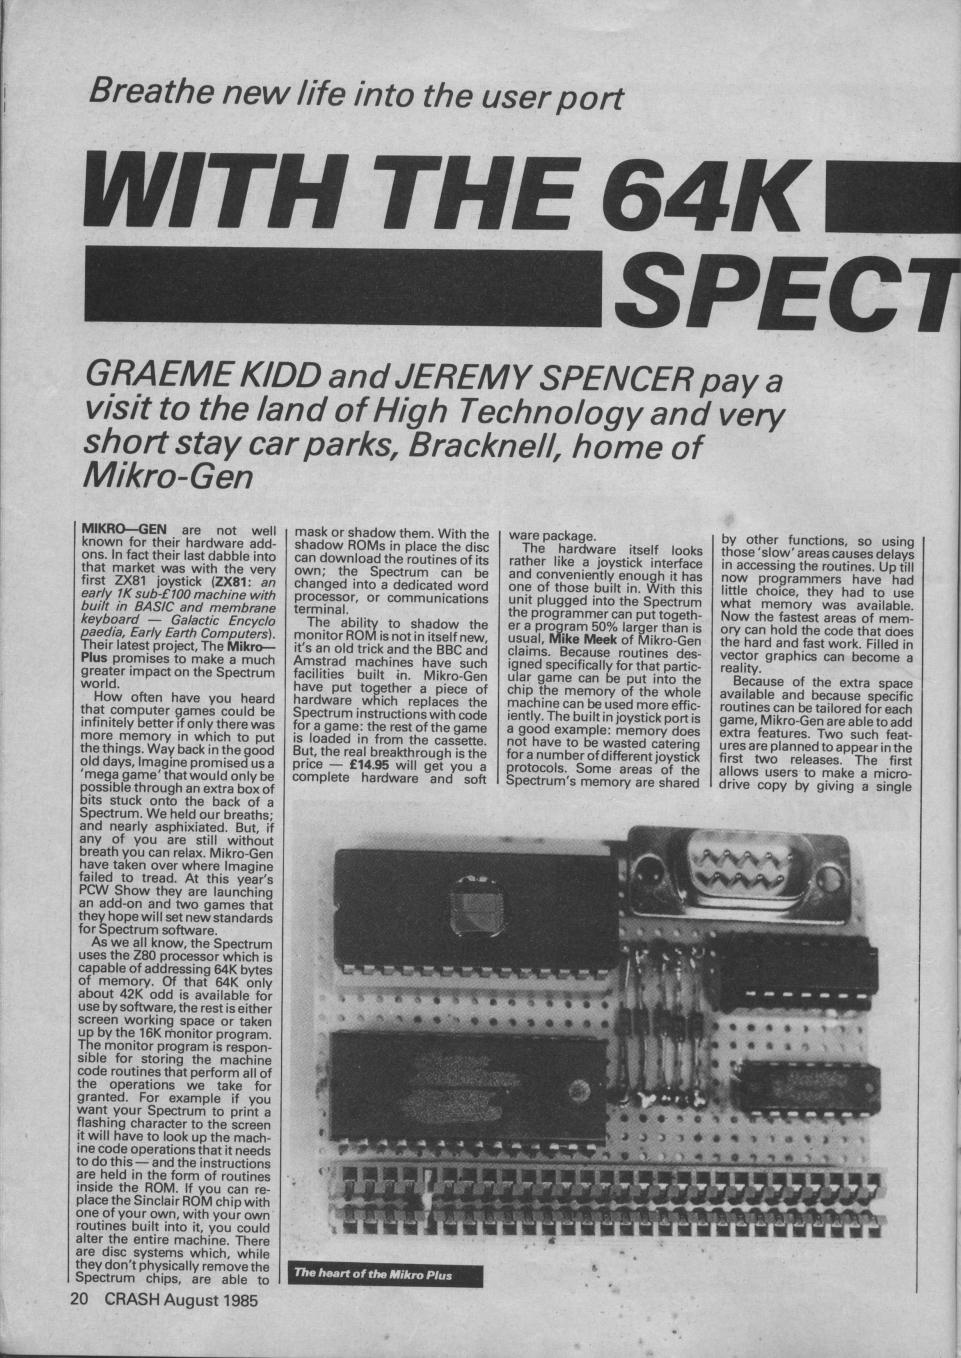 Breathe new life into the user port
WITH THE 64K
SPECT
GRAEME KIDD and JEREMY SPENCER pay a
visit to the land of High Technology and very
short stay car parks, Bracknell, home of
Mikro-Gen
MIKRO—GEN are not well
known for their hardware add-
ons. In fact their last dabble into
that market was with the very
first ZX81 joystick (ZX81: an
early 1K sub-£100 machine with
built in BASIC and membrane
keyboard — Galactic Encyclo
paedia, Early Earth Computers).
Their latest project, The Mikro—
Plus promises to make a much
greater impact on the Spectrum
world.
How often have you heard
that computer games could be
infinitely better if only there was
more memory in which to put
the things. Way back in the good
old days, Imagine promised us a
'mega game' that would only be
possible through an extra box of
bits stuck onto the back of a
Spectrum. We held our breaths;
and nearly asphixiated. But, if
any of you are still without
breath you can relax. Mikro-Gen
have taken over where Imagine
failed to tread. At this year's
PCW Show they are launching
an add-on and two games that
they hope will set new standards
for Spectrum software.
As we all know, the Spectrum
uses the Z80 processor which is
capable of addressing 64K bytes
of memory. Of that 64K only
about 42K odd is available for
use by software, the rest is either
screen working space or taken
up by the 16K monitor program.
The monitor program is respon-
sible for storing the machine
code routines that perform all of
the operations we take for
granted. For example if you
want your Spectrum to print a
flashing character to the screen
it will have to look up the mach-
ine code operations that it needs
to do this — and the instructions
are held in the form of routines
inside the ROM. If you can re-
place the Sinclair ROM chip with
one of your own, with your own
routines built into it, you could
alter the entire machine. There
are disc systems which, while
they don't physically remove the
Spectrum chips, are able to
mask or shadow them. With the
shadow ROMs in place the disc
can download the routines of its
own; the Spectrum can be
changed into a dedicated word
processor, or communications
terminal.
The ability to shadow the
monitor ROM is not in itself new,
it's an old trick and the BBC and
Amstrad machines have such
facilities built in. Mikro-Gen
have put together a piece of
hardware which replaces the
Spectrum instructions with code
for a game: the rest of the game
is loaded in from the cassette.
But, the real breakthrough is the
price — £14.95 will get you a
complete hardware and soft
ware package.
The hardware itself looks
rather like a joystick interface
and conveniently enough it has
one of those built in. With this
unit plugged into the Spectrum
the programmer can put togeth-
er a program 50% larger than is
usual, Mike Meek of Mikro-Gen
claims. Because routines des-
igned specifically for that partic-
ular game can be put into the
chip the memory of the whole
machine can be used more effic-
iently. The built in joystick port is
a good example: memory does
not have to be wasted catering
for a number of different joystick
protocols. Some areas of the
Spectrum's memory are shared
by other functions, so using
those 'slow' areas causes delays
in accessing the routines. Up till
now programmers have had
little choice, they had to use
what memory was available.
Now the fastest areas of mem-
ory can hold the code that does
the hard and fast work. Filled in
vector graphics can become a
reality.
Because of the extra space
available and because specific
routines can be tailored for each
game, Mikro-Gen are able to add
extra features. Two such feat-
ures are planned to appear in the
first two releases. The first
allows users to make a micro-
drive copy by giving a single
The heart of the Mikro Plus
20 CRASH August 1985